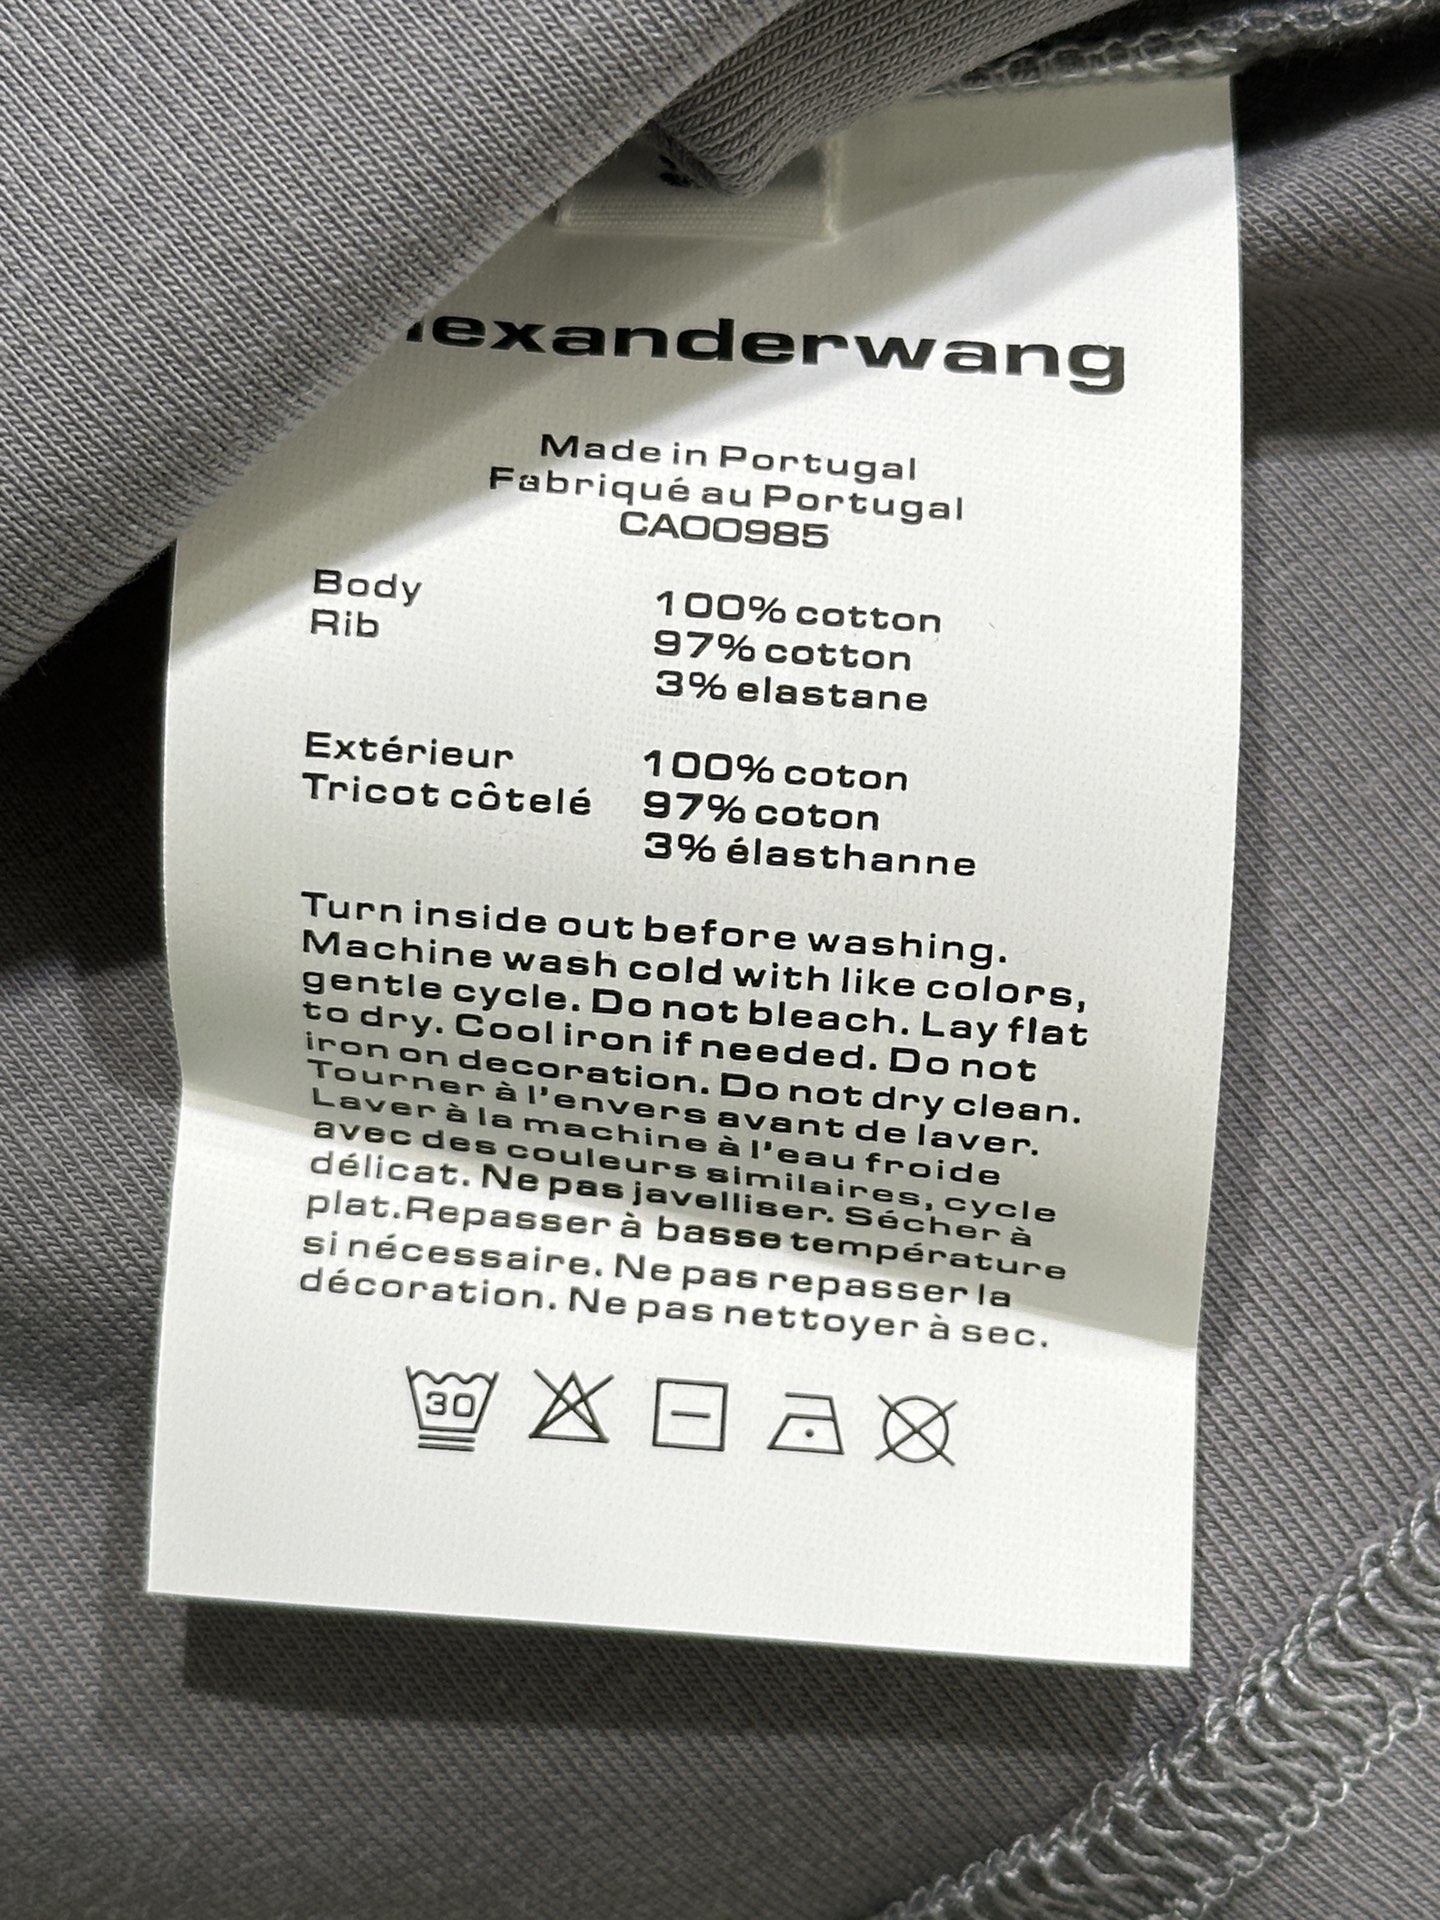 lexanderwang
Made in Portugal
Fabriqué au Portugal
CA00985
Body 100% cotton
Rib 97% cotton
3% elastane
Extérieur 100% coton
Tricot côtelé 97% coton
3% élasthanne
Turn inside out before washing.
Machine wash cold with like colors,
gentle cycle. Do not bleach. Lay flat
to dry. Cool iron if needed. Do not
iron on decoration. Do not dry clean.
Tourner à l'envers avant de laver.
Laver à la machine à l'eau froide
avec des couleurs similaires, cycle
délicat. Ne pas javelliser. Sécher à
plat.Repasser à basse température
si nécessaire. Ne pas repasser la
décoration. Ne pas nettoyer à sec.
30